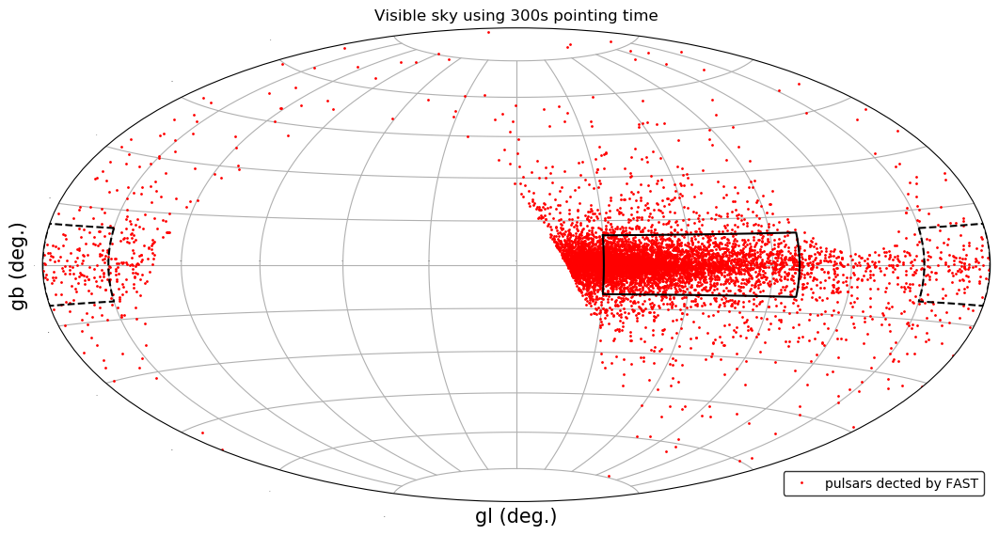 Visible sky using 300s pointing time
gb (deg.)
pulsars dected by FAST
gl (deg.)